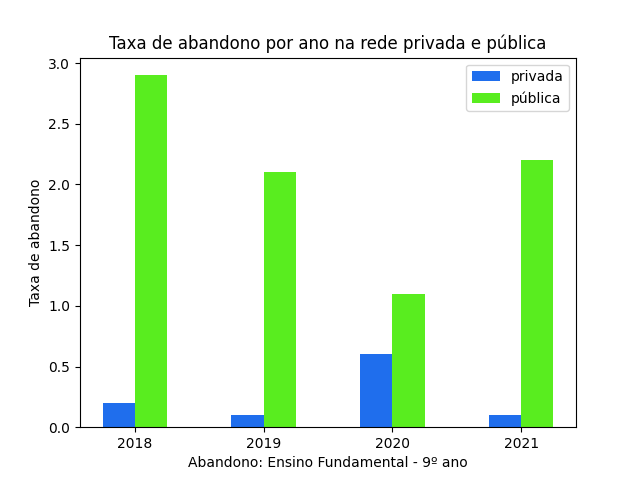 Taxa de abandono por ano na rede privada e pública
privada
pública
Taxa de abandono
3.0
2.5
2.0
1.5
1.0
0.5
0.0
2018 2019 2020 2021
Abandono: Ensino Fundamental - 9º ano